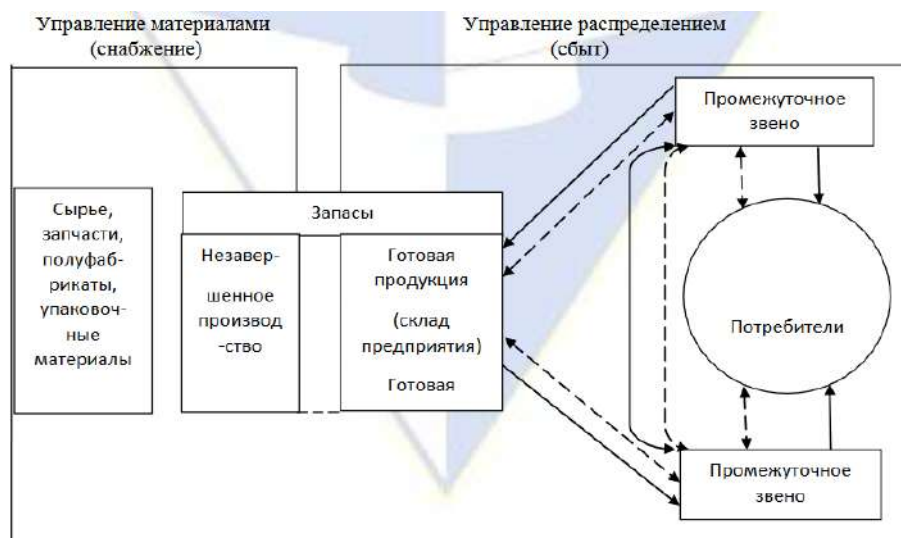 Управление материалами
(снабжение)
Управление распределением
(сбыт)
Промежуточное
звено
Сырье,
запчасти,
полуфаб-
рикаты,
упаковоч-
ные
материалы
Запасы
Незавер-
шенное
производ
-ство
Готовая
продукция
(склад
предприятия)
Готовая
Потребители
Промежуточное
звено